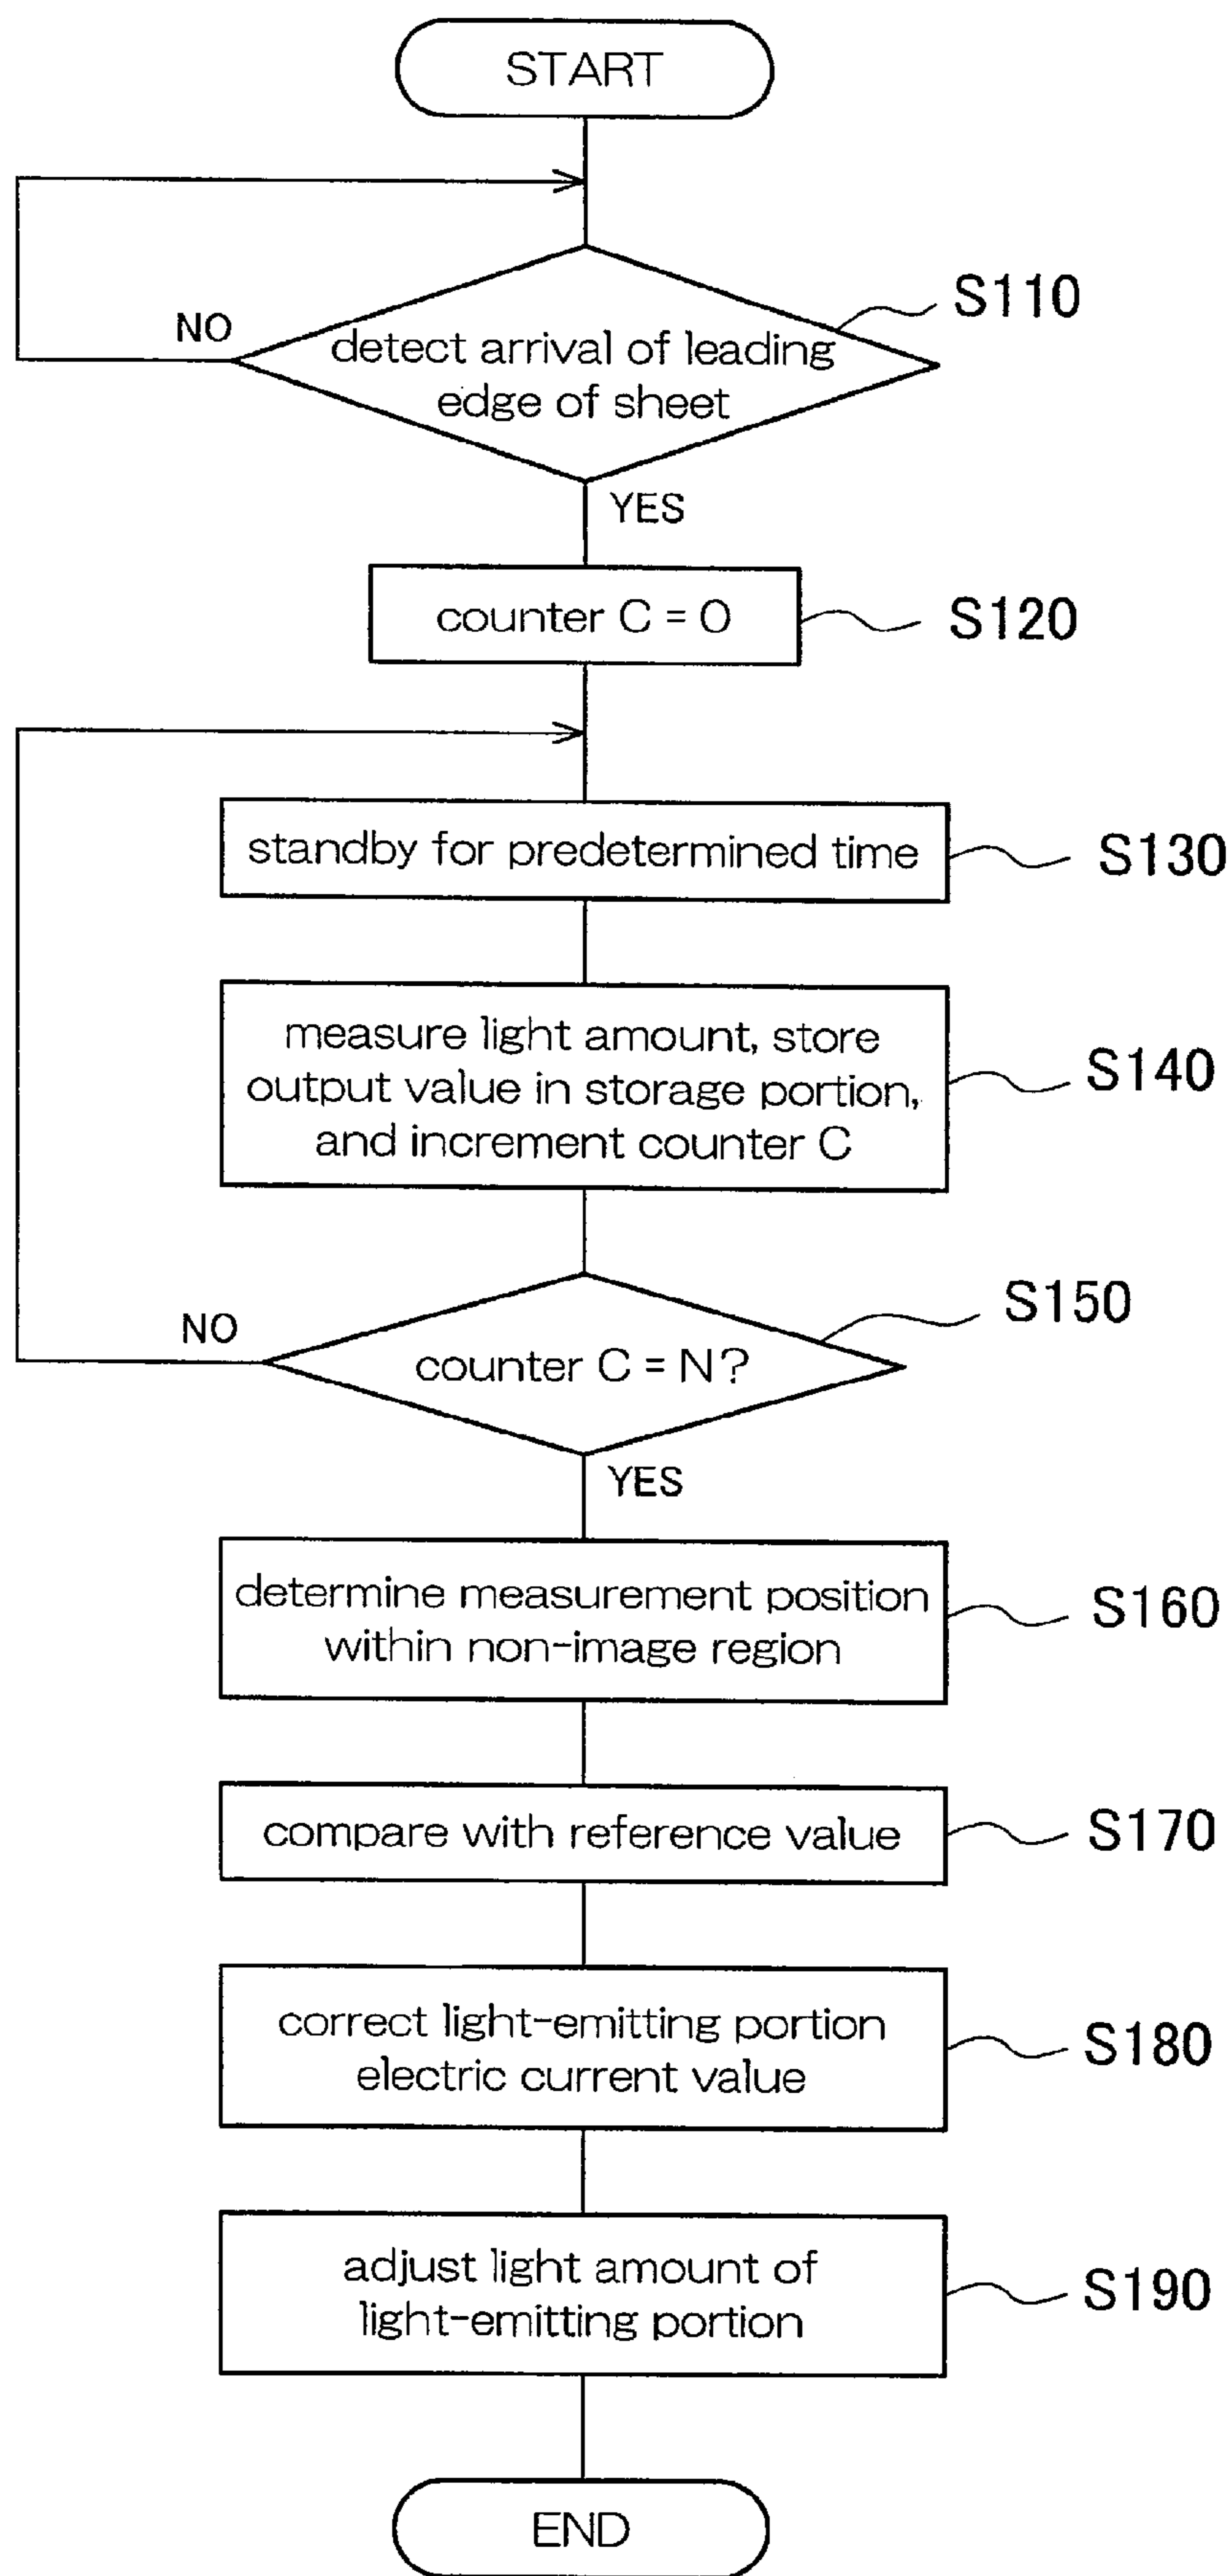 START
NO
detect arrival of leading
edge of sheet
S110
YES
counter C = 0
S120
standby for predetermined time
S130
measure light amount, store
output value in storage portion,
and increment counter C
S140
NO
counter C = N?
S150
YES
determine measurement position
within non-image region
S160
compare with reference value
S170
correct light-emitting portion
electric current value
S180
adjust light amount of
light-emitting portion
S190
END